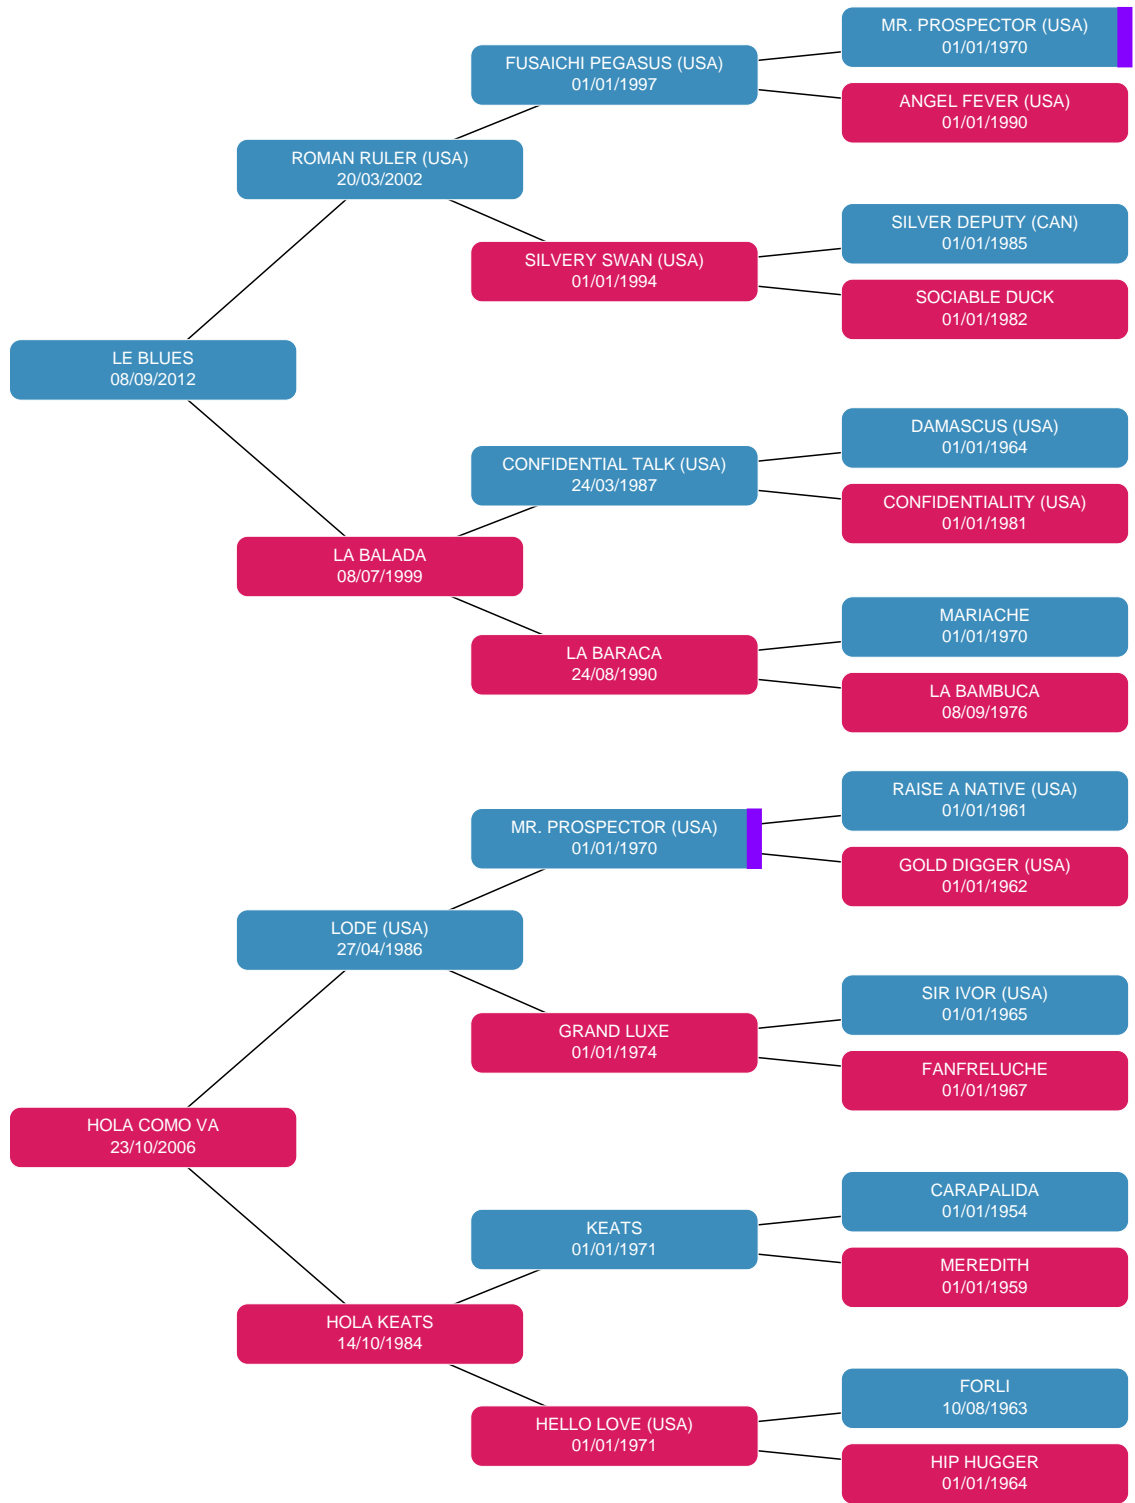 MR. PROSPECTOR (USA)
01/01/1970
FUSAICHI PEGASUS (USA)
01/01/1997
ANGEL FEVER (USA)
01/01/1990
ROMAN RULER (USA)
20/03/2002
SILVER DEPUTY (CAN)
01/01/1985
SILVERY SWAN (USA)
01/01/1994
SOCIABLE DUCK
01/01/1982
LE BLUES
08/09/2012
DAMASCUS (USA)
01/01/1964
CONFIDENTIAL TALK (USA)
24/03/1987
CONFIDENTIALITY (USA)
01/01/1981
LA BALADA
08/07/1999
MARIACHE
01/01/1970
LA BARACA
24/08/1990
LA BAMBUCA
08/09/1976
RAISE A NATIVE (USA)
01/01/1961
MR. PROSPECTOR (USA)
01/01/1970
GOLD DIGGER (USA)
01/01/1962
LODE (USA)
27/04/1986
SIR IVOR (USA)
01/01/1965
GRAND LUXE
01/01/1974
FANFRELUCHE
01/01/1967
HOLA COMO VA
23/10/2006
CARAPALIDA
01/01/1954
KEATS
01/01/1971
MEREDITH
01/01/1959
HOLA KEATS
14/10/1984
FORLI
10/08/1963
HELLO LOVE (USA)
01/01/1971
HIP HUGGER
01/01/1964